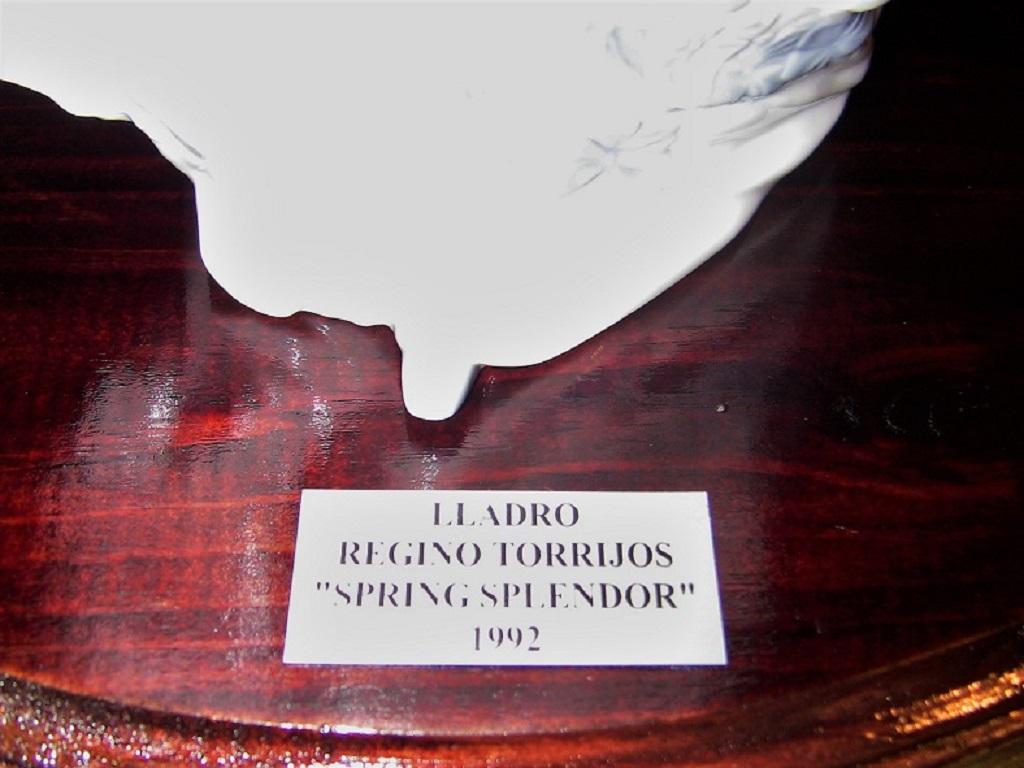 LLADRO
REGINO TORRIJOS
"SPRING SPLENDOR"
1992